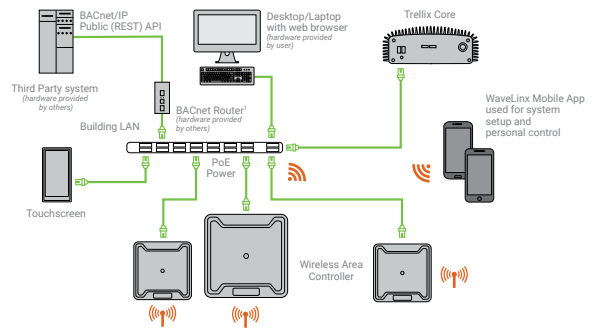 BACnet/IP
Public (REST) API
Third Party system
(hardware provided
by others)
Desktop/Laptop
with web browser
(hardware provided
by user)
Trellix Core
BACnet Router¹
(hardware provided
by others)
Building LAN
PoE
Power
WaveLinx Mobile App
used for system
setup and
personal control
Touchscreen
Wireless Area
Controller